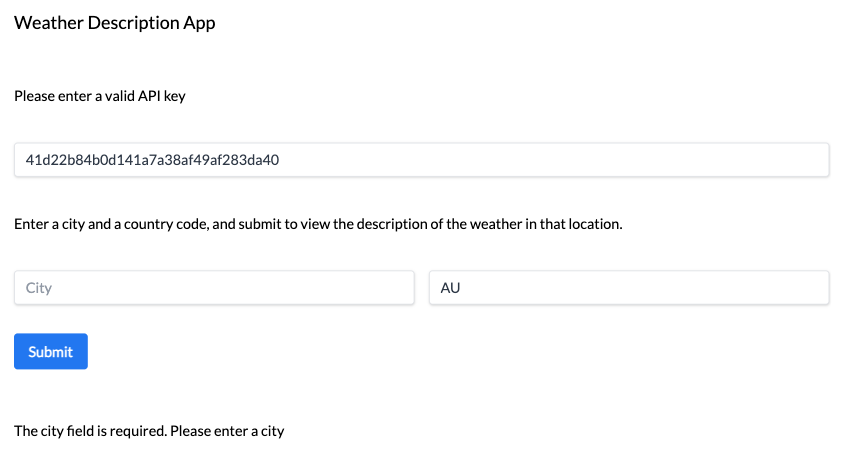 Weather Description App
Please enter a valid API key
41d22b84b0d141a7a38af49af283da40
Enter a city and a country code, and submit to view the description of the weather in that location.
City
AU
Submit
The city field is required. Please enter a city